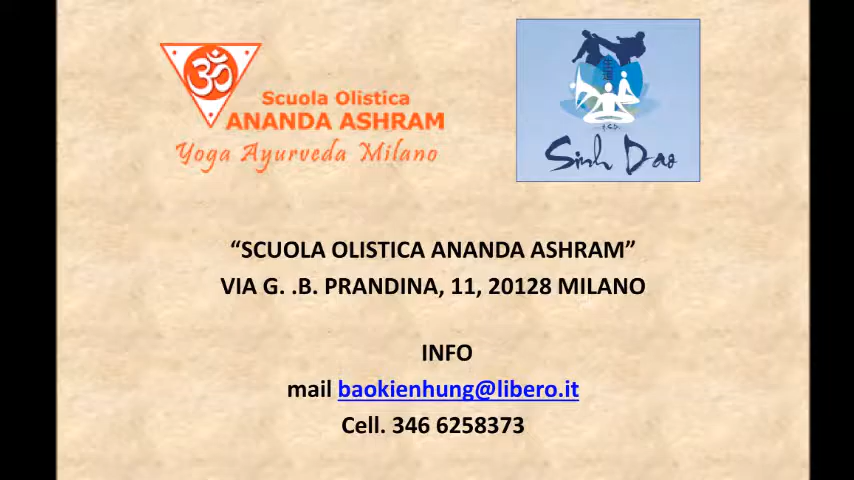 ॐ
Scuola Olistica
ANANDA ASHRAM
Yoga Ayurveda Milano
Sinh Dao
“SCUOLA OLISTICA ANANDA ASHRAM”
VIA G. .B. PRANDINA, 11, 20128 MILANO
INFO
mail baokienhung@libero.it
Cell. 346 6258373